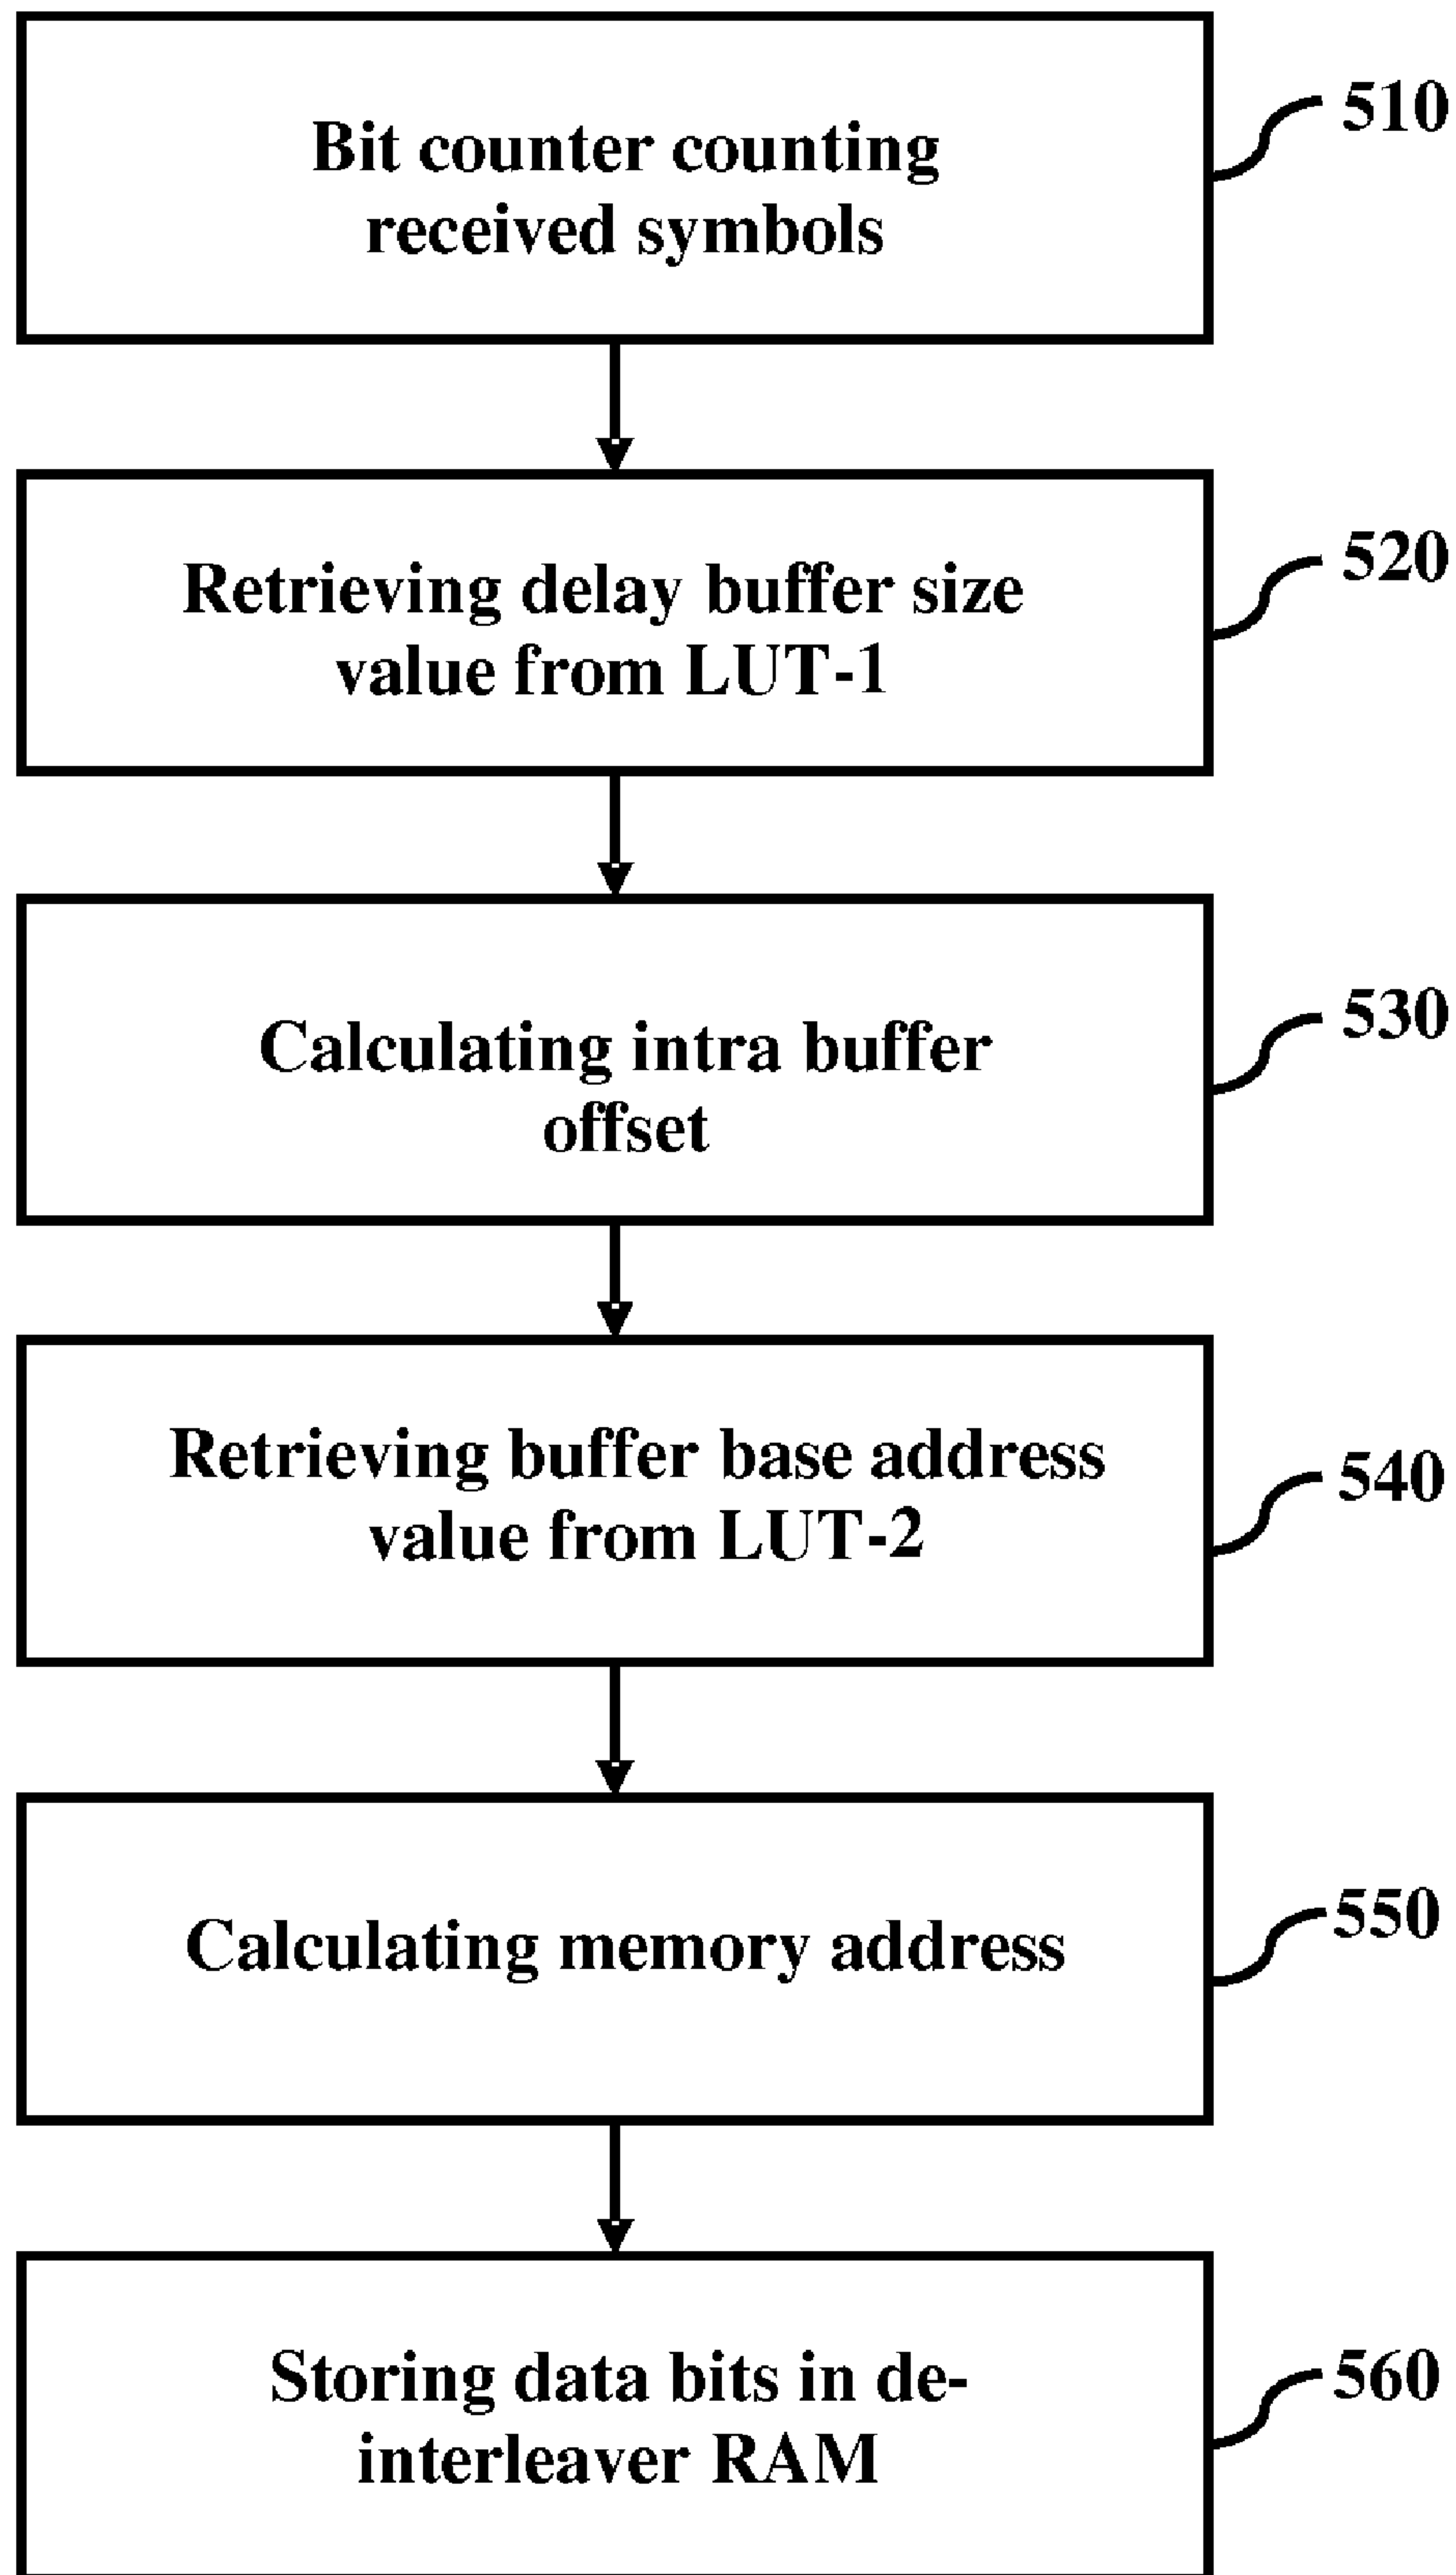 Bit counter counting
received symbols
510
Retrieving delay buffer size
value from LUT-1
520
Calculating intra buffer
offset
530
Retrieving buffer base address
value from LUT-2
540
Calculating memory address
550
Storing data bits in de-
interleaver RAM
560